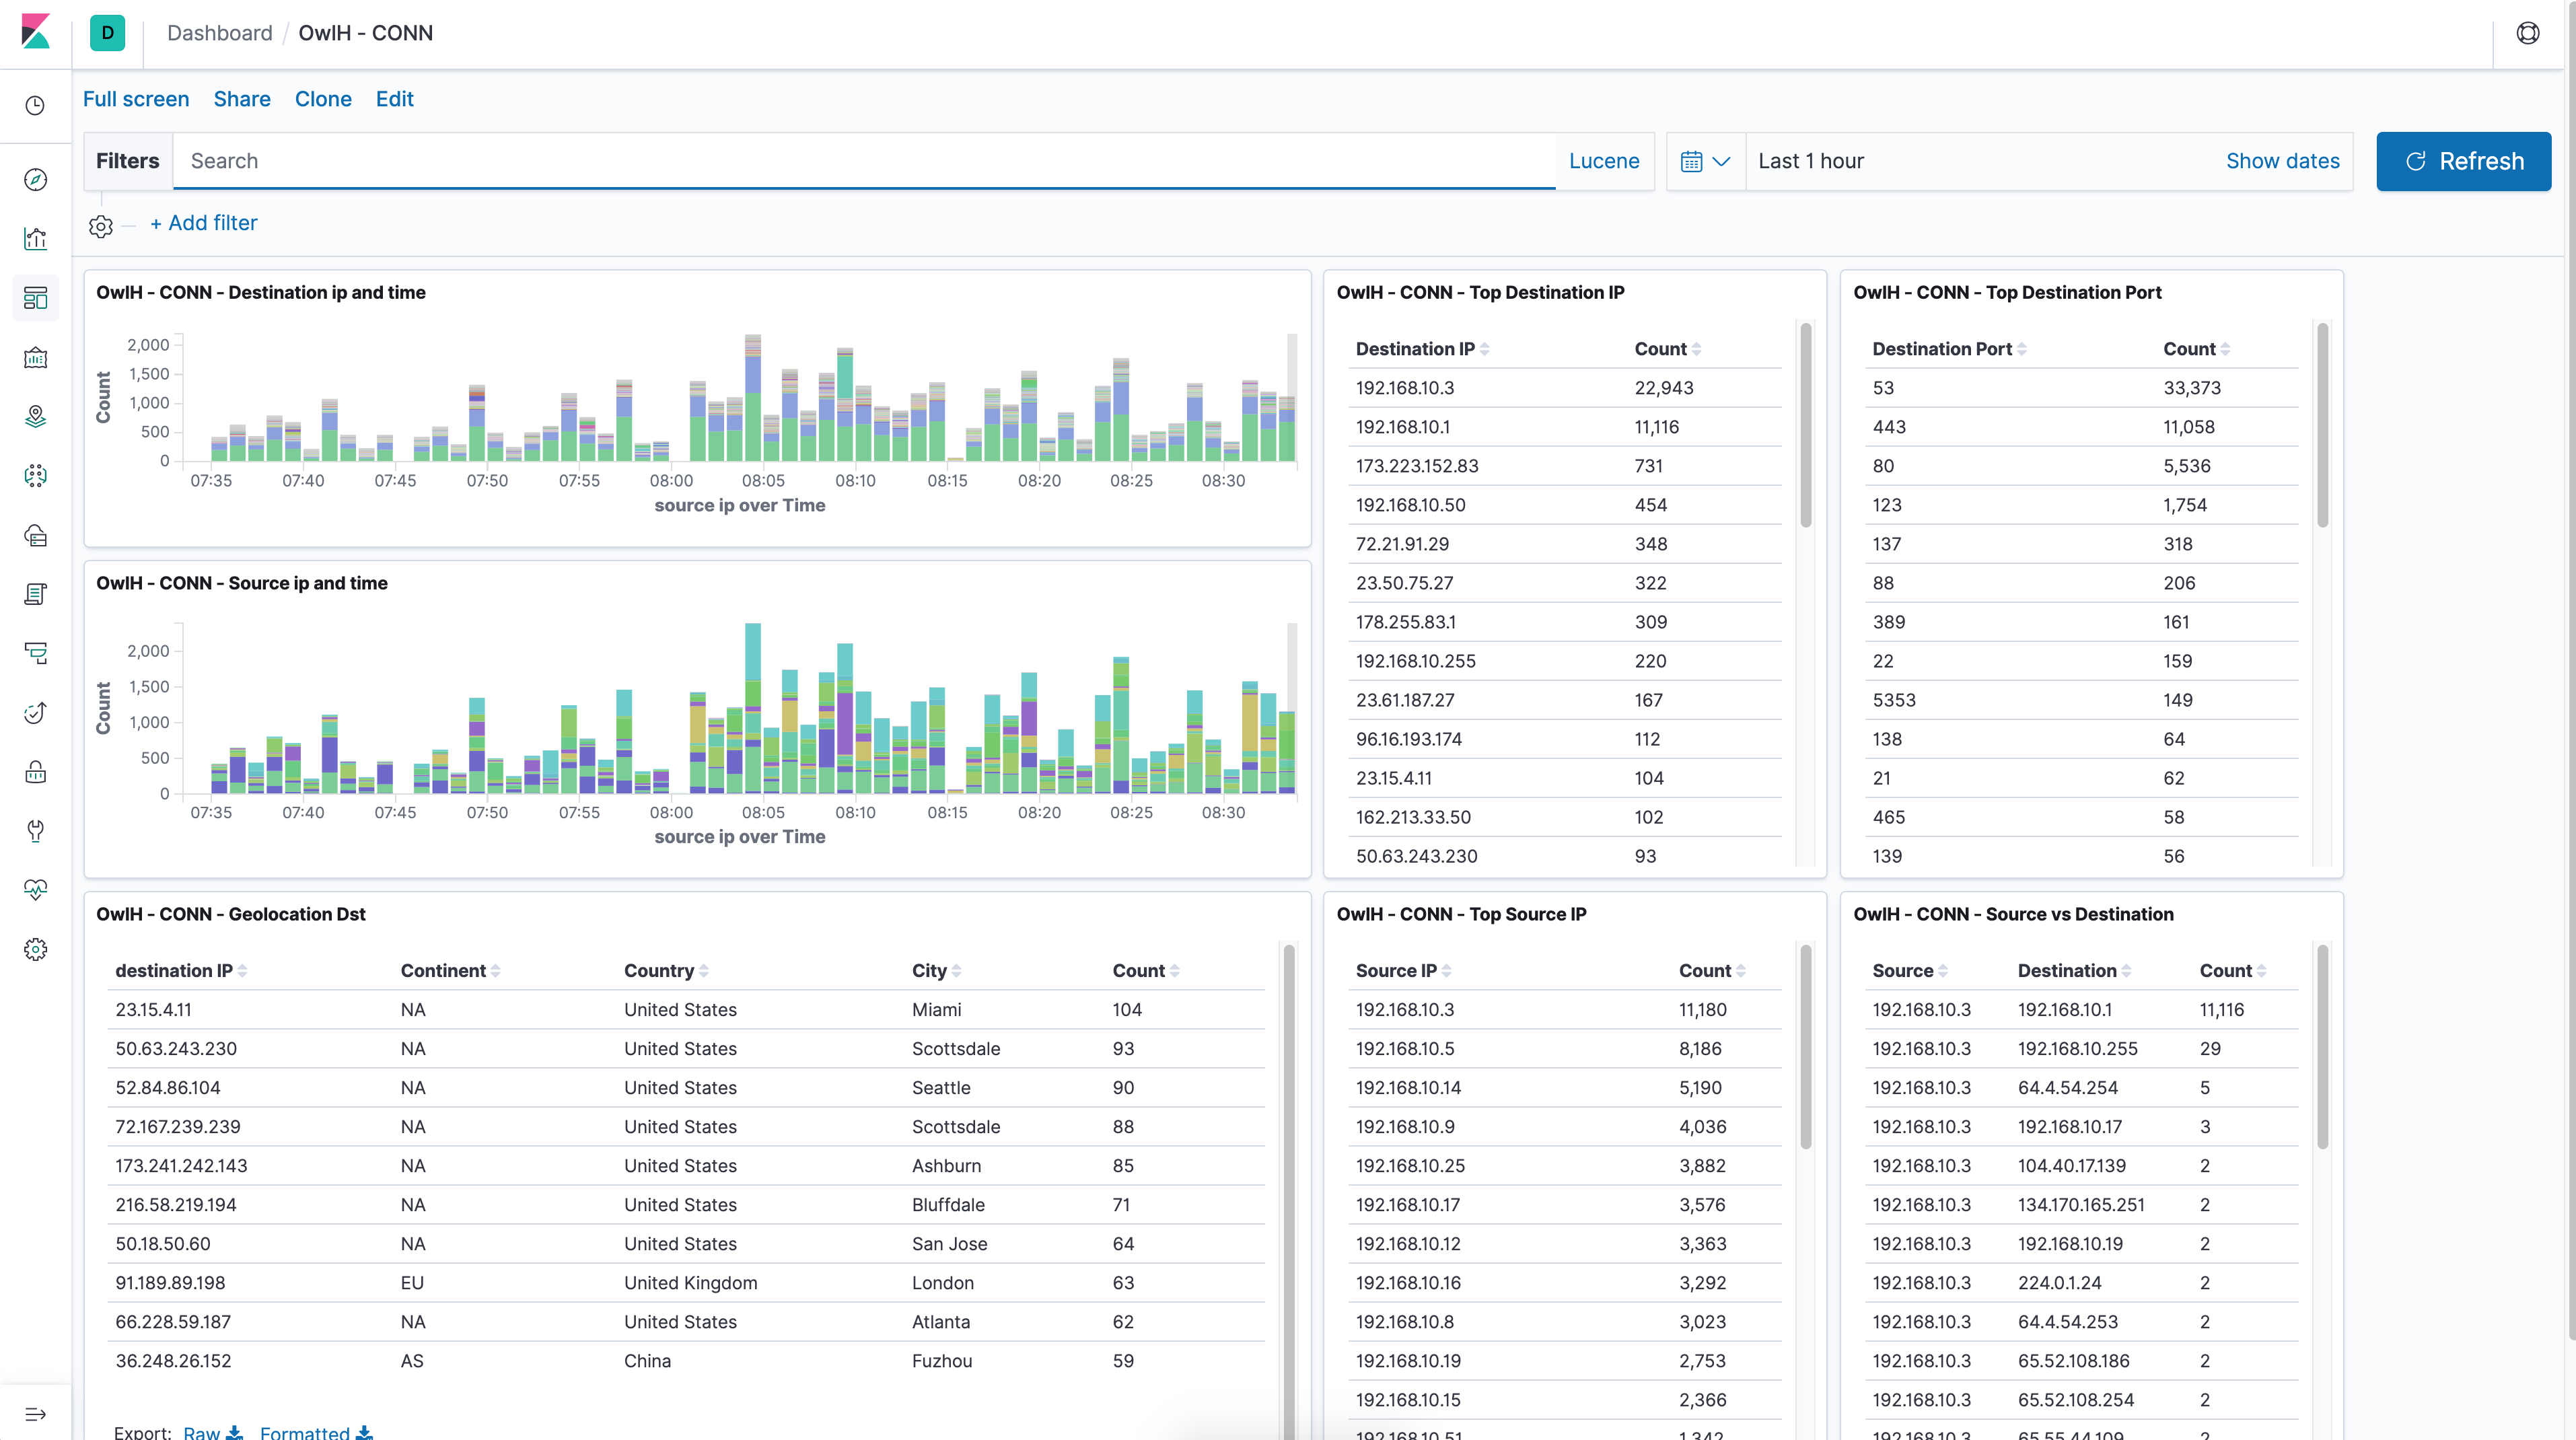 D Dashboard / OwlH - CONN
Full screen Share Clone Edit
Filters Search Lucene Last 1 hour Show dates Refresh
+ Add filter
OwlH - CONN - Destination ip and time
2,000
1,500
1,000
500
0
Count
07:35 07:40 07:45 07:50 07:55 08:00 08:05 08:10 08:15 08:20 08:25 08:30
source ip over Time
OwlH - CONN - Source ip and time
2,000
1,500
1,000
500
0
Count
07:35 07:40 07:45 07:50 07:55 08:00 08:05 08:10 08:15 08:20 08:25 08:30
source ip over Time
OwlH - CONN - Top Destination IP
Destination IP Count
192.168.10.3 22,943
192.168.10.1 11,116
173.223.152.83 731
192.168.10.50 454
72.21.91.29 348
23.50.75.27 322
178.255.83.1 309
192.168.10.255 220
23.61.187.27 167
96.16.193.174 112
23.15.4.11 104
162.213.33.50 102
50.63.243.230 93
OwlH - CONN - Top Destination Port
Destination Port Count
53 33,373
443 11,058
80 5,536
123 1,754
137 318
88 206
389 161
22 159
5353 149
138 64
21 62
465 58
139 56
OwlH - CONN - Geolocation Dst
destination IP Continent Country City Count
23.15.4.11 NA United States Miami 104
50.63.243.230 NA United States Scottsdale 93
52.84.86.104 NA United States Seattle 90
72.167.239.239 NA United States Scottsdale 88
173.241.242.143 NA United States Ashburn 85
216.58.219.194 NA United States Bluffdale 71
50.18.50.60 NA United States San Jose 64
91.189.89.198 EU United Kingdom London 63
66.228.59.187 NA United States Atlanta 62
36.248.26.152 AS China Fuzhou 59
Export: Raw Formatted
OwlH - CONN - Top Source IP
Source IP Count
192.168.10.3 11,180
192.168.10.5 8,186
192.168.10.14 5,190
192.168.10.9 4,036
192.168.10.25 3,882
192.168.10.17 3,576
192.168.10.12 3,363
192.168.10.16 3,292
192.168.10.8 3,023
192.168.10.19 2,753
192.168.10.15 2,366
192.168.10.51 1,342
OwlH - CONN - Source vs Destination
Source Destination Count
192.168.10.3 192.168.10.1 11,116
192.168.10.3 192.168.10.255 29
192.168.10.3 64.4.54.254 5
192.168.10.3 192.168.10.17 3
192.168.10.3 104.40.17.139 2
192.168.10.3 134.170.165.251 2
192.168.10.3 192.168.10.19 2
192.168.10.3 224.0.1.24 2
192.168.10.3 64.4.54.253 2
192.168.10.3 65.52.108.186 2
192.168.10.3 65.52.108.254 2
192.168.10.3 65.55.44.109 2